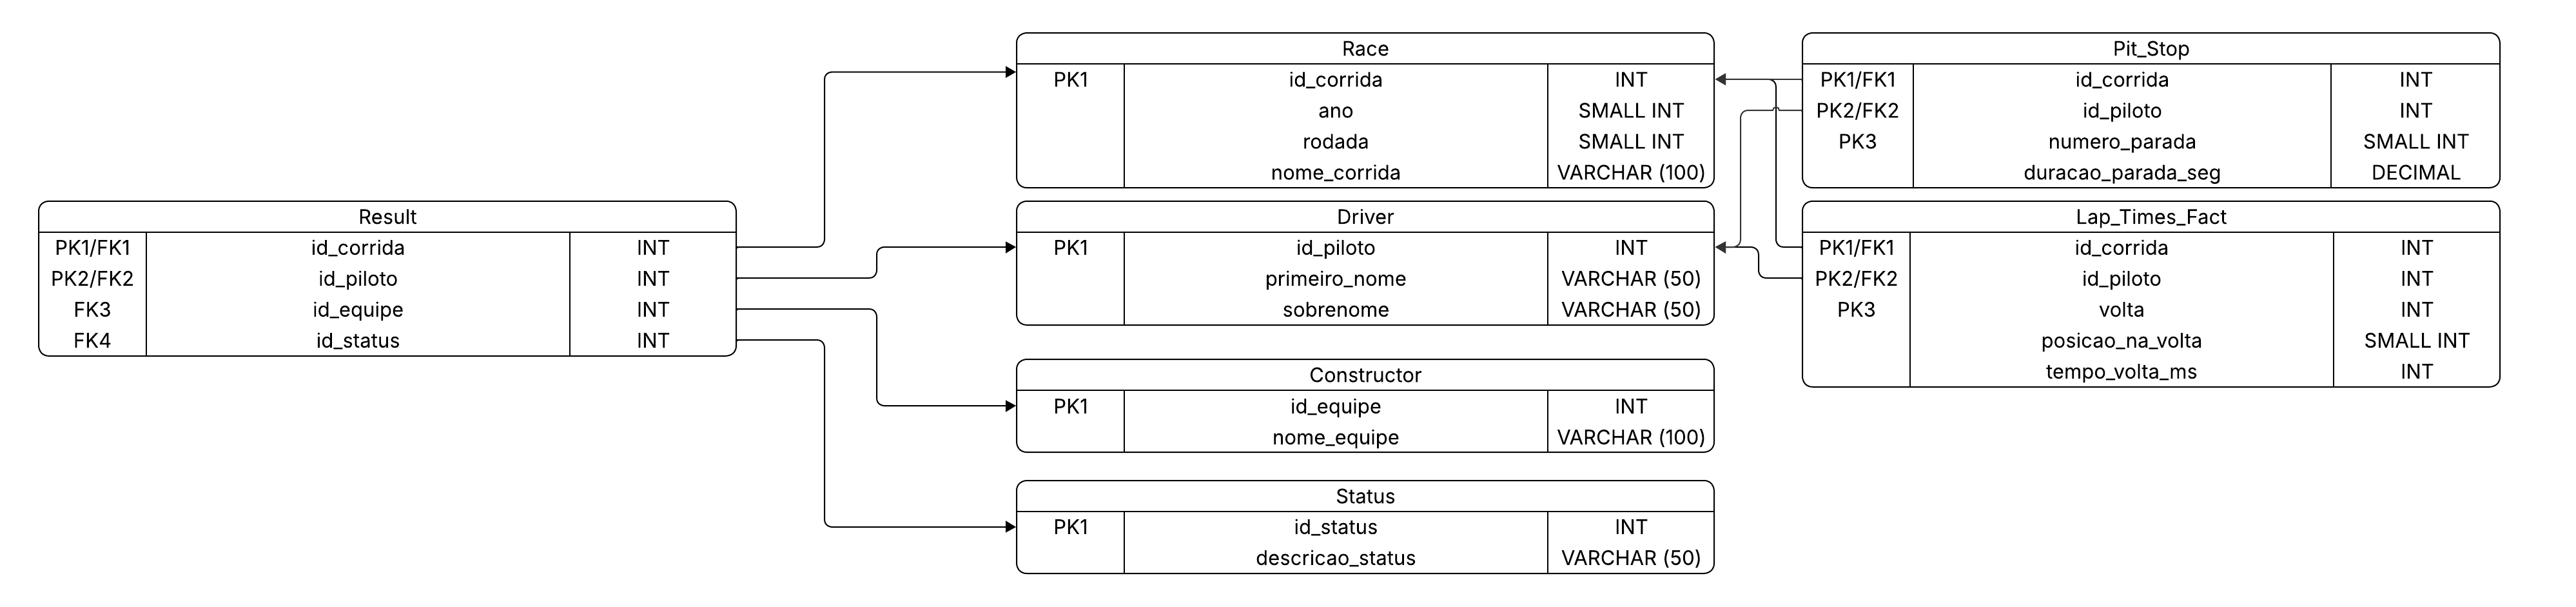 Race
PK1 id_corrida INT
ano SMALL INT
rodada SMALL INT
nome_corrida VARCHAR (100)
Pit_Stop
PK1/FK1 id_corrida INT
PK2/FK2 id_piloto INT
PK3 numero_parada SMALL INT
duracao_parada_seg DECIMAL
Result
PK1/FK1 id_corrida INT
PK2/FK2 id_piloto INT
FK3 id_equipe INT
FK4 id_status INT
Driver
PK1 id_piloto INT
primeiro_nome VARCHAR (50)
sobrenome VARCHAR (50)
Lap_Times_Fact
PK1/FK1 id_corrida INT
PK2/FK2 id_piloto INT
PK3 volta INT
posicao_na_volta SMALL INT
tempo_volta_ms INT
Constructor
PK1 id_equipe INT
nome_equipe VARCHAR (100)
Status
PK1 id_status INT
descricao_status VARCHAR (50)